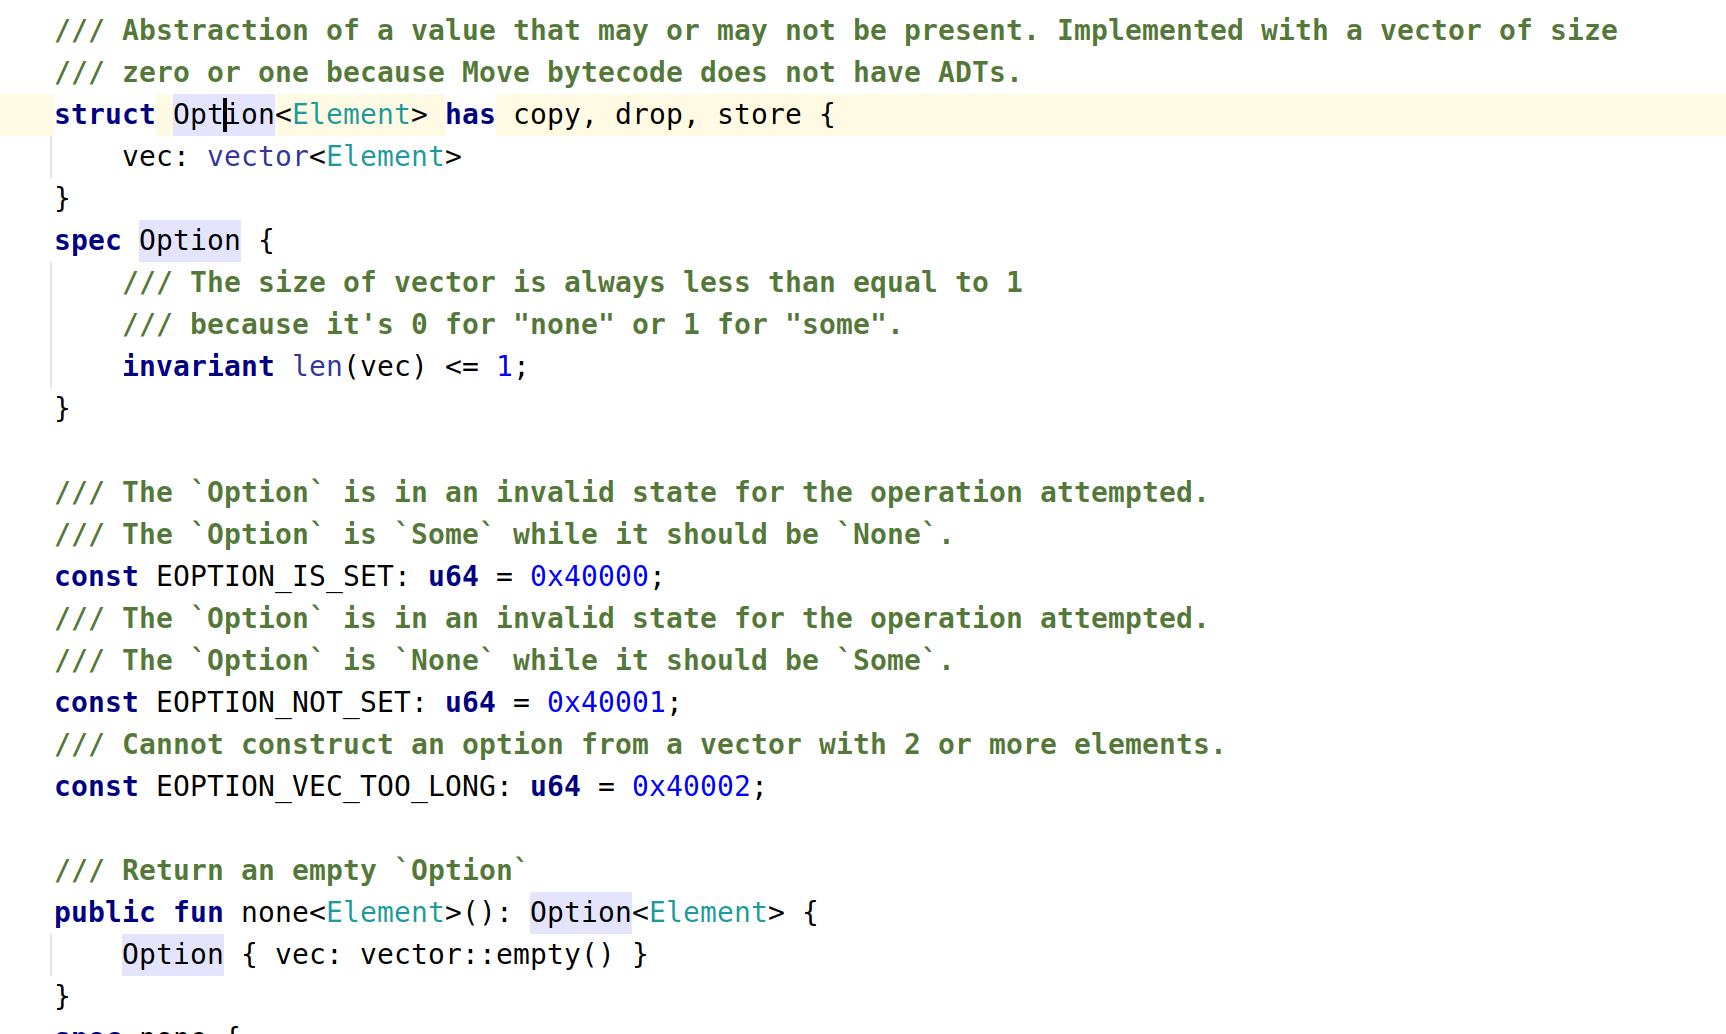 /// Abstraction of a value that may or may not be present. Implemented with a vector of size
/// zero or one because Move bytecode does not have ADTs.
struct Option<Element> has copy, drop, store {
    vec: vector<Element>
}
spec Option {
    /// The size of vector is always less than equal to 1
    /// because it's 0 for "none" or 1 for "some".
    invariant len(vec) <= 1;
}

/// The `Option` is in an invalid state for the operation attempted.
/// The `Option` is `Some` while it should be `None`.
const EOPTION_IS_SET: u64 = 0x40000;
/// The `Option` is in an invalid state for the operation attempted.
/// The `Option` is `None` while it should be `Some`.
const EOPTION_NOT_SET: u64 = 0x40001;
/// Cannot construct an option from a vector with 2 or more elements.
const EOPTION_VEC_TOO_LONG: u64 = 0x40002;

/// Return an empty `Option`
public fun none<Element>(): Option<Element> {
    Option { vec: vector::empty() }
}
spec none {